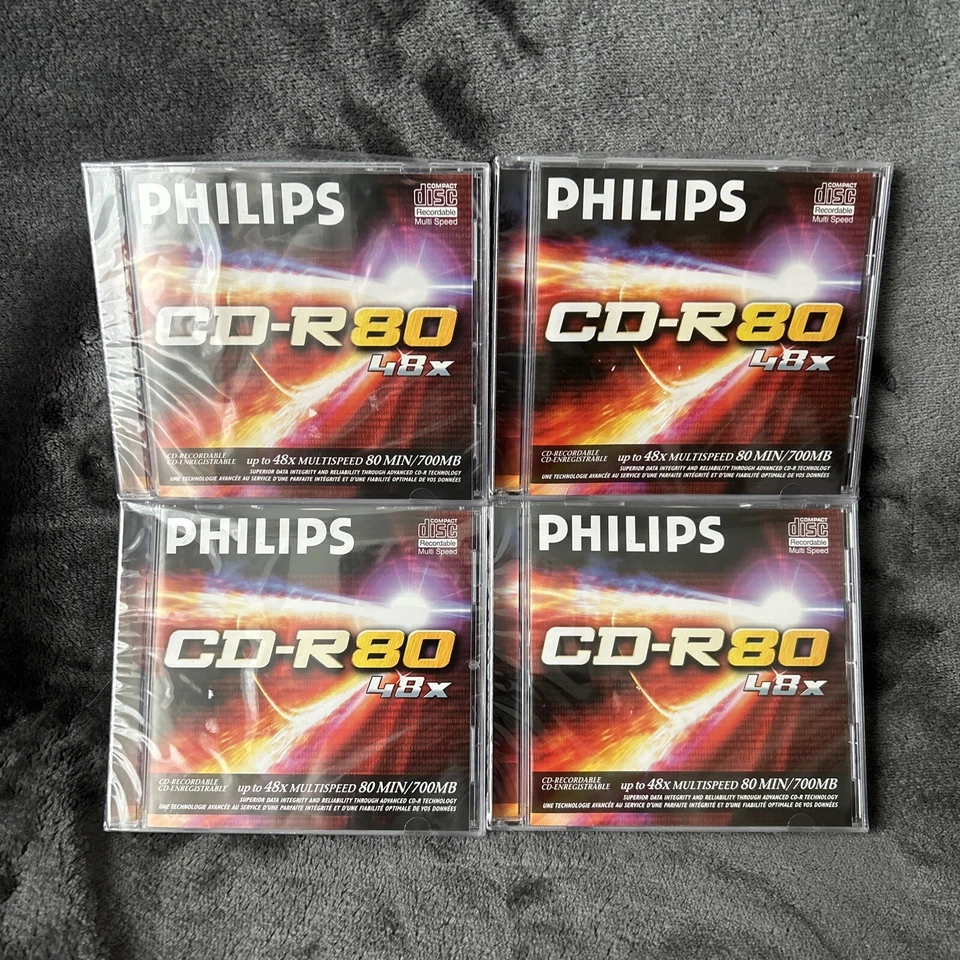 PHILIPS
COMPACT
disc
Recordable
Multi Speed
CD-R80
48x
CD-RECORDABLE
CD-ENREGISTRABLE
up to 48x MULTISPEED 80 MIN/700MB
SUPERIOR DATA INTEGRITY AND RELIABILITY THROUGH ADVANCED CD-R TECHNOLOGY
UNE TECHNOLOGIE AVANCÉE AU SERVICE D'UNE PARFAITE INTÉGRITÉ ET D'UNE FIABILITÉ OPTIMALE DE VOS DONNÉES
PHILIPS
COMPACT
disc
Recordable
Multi Speed
CD-R80
48x
CD-RECORDABLE
CD-ENREGISTRABLE
up to 48x MULTISPEED 80 MIN/700MB
SUPERIOR DATA INTEGRITY AND RELIABILITY THROUGH ADVANCED CD-R TECHNOLOGY
UNE TECHNOLOGIE AVANCÉE AU SERVICE D'UNE PARFAITE INTÉGRITÉ ET D'UNE FIABILITÉ OPTIMALE DE VOS DONNÉES
PHILIPS
COMPACT
disc
Recordable
Multi Speed
CD-R80
48x
CD-RECORDABLE
CD-ENREGISTRABLE
up to 48x MULTISPEED 80 MIN/700MB
SUPERIOR DATA INTEGRITY AND RELIABILITY THROUGH ADVANCED CD-R TECHNOLOGY
UNE TECHNOLOGIE AVANCÉE AU SERVICE D'UNE PARFAITE INTÉGRITÉ ET D'UNE FIABILITÉ OPTIMALE DE VOS DONNÉES
PHILIPS
COMPACT
disc
Recordable
Multi Speed
CD-R80
48x
CD-RECORDABLE
CD-ENREGISTRABLE
up to 48x MULTISPEED 80 MIN/700MB
SUPERIOR DATA INTEGRITY AND RELIABILITY THROUGH ADVANCED CD-R TECHNOLOGY
UNE TECHNOLOGIE AVANCÉE AU SERVICE D'UNE PARFAITE INTÉGRITÉ ET D'UNE FIABILITÉ OPTIMALE DE VOS DONNÉES